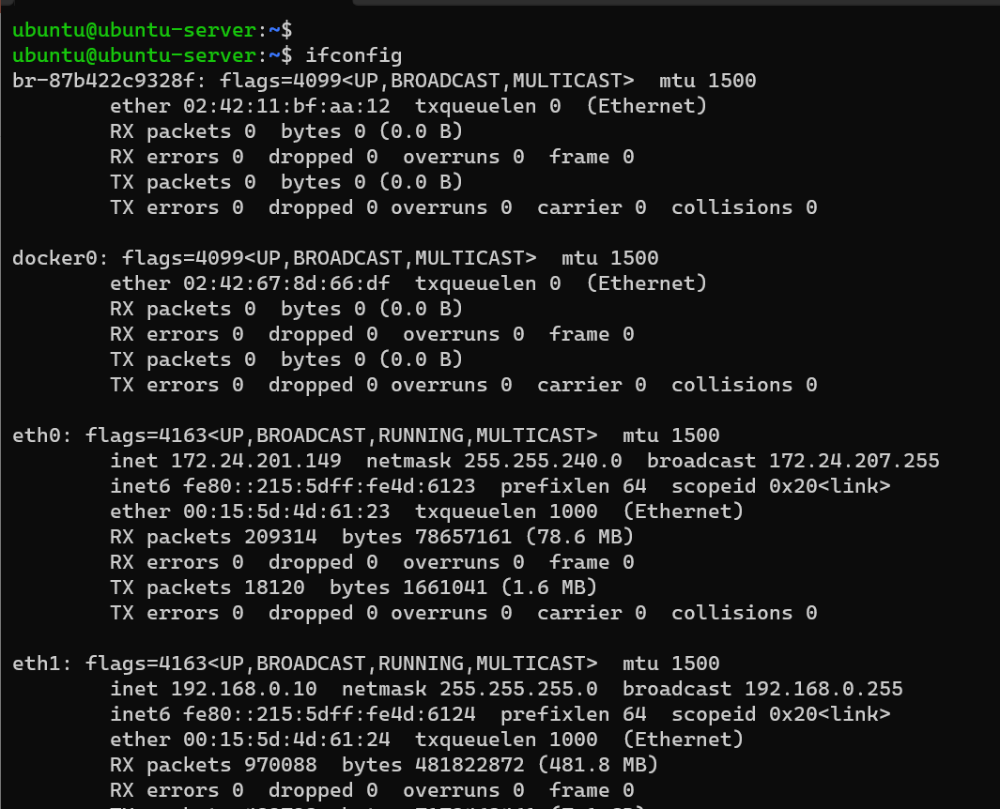 ubuntu@ubuntu-server:~$
ubuntu@ubuntu-server:~$ ifconfig
br-87b422c9328f: flags=4099<UP,BROADCAST,MULTICAST>  mtu 1500
        ether 02:42:11:bf:aa:12  txqueuelen 0  (Ethernet)
        RX packets 0  bytes 0 (0.0 B)
        RX errors 0  dropped 0  overruns 0  frame 0
        TX packets 0  bytes 0 (0.0 B)
        TX errors 0  dropped 0 overruns 0  carrier 0  collisions 0

docker0: flags=4099<UP,BROADCAST,MULTICAST>  mtu 1500
        ether 02:42:67:8d:66:df  txqueuelen 0  (Ethernet)
        RX packets 0  bytes 0 (0.0 B)
        RX errors 0  dropped 0  overruns 0  frame 0
        TX packets 0  bytes 0 (0.0 B)
        TX errors 0  dropped 0 overruns 0  carrier 0  collisions 0

eth0: flags=4163<UP,BROADCAST,RUNNING,MULTICAST>  mtu 1500
        inet 172.24.201.149  netmask 255.255.240.0  broadcast 172.24.207.255
        inet6 fe80::215:5dff:fe4d:6123  prefixlen 64  scopeid 0x20<link>
        ether 00:15:5d:4d:61:23  txqueuelen 1000  (Ethernet)
        RX packets 209314  bytes 78657161 (78.6 MB)
        RX errors 0  dropped 0  overruns 0  frame 0
        TX packets 18120  bytes 1661041 (1.6 MB)
        TX errors 0  dropped 0 overruns 0  carrier 0  collisions 0

eth1: flags=4163<UP,BROADCAST,RUNNING,MULTICAST>  mtu 1500
        inet 192.168.0.10  netmask 255.255.255.0  broadcast 192.168.0.255
        inet6 fe80::215:5dff:fe4d:6124  prefixlen 64  scopeid 0x20<link>
        ether 00:15:5d:4d:61:24  txqueuelen 1000  (Ethernet)
        RX packets 970088  bytes 481822872 (481.8 MB)
        RX errors 0  dropped 0  overruns 0  frame 0